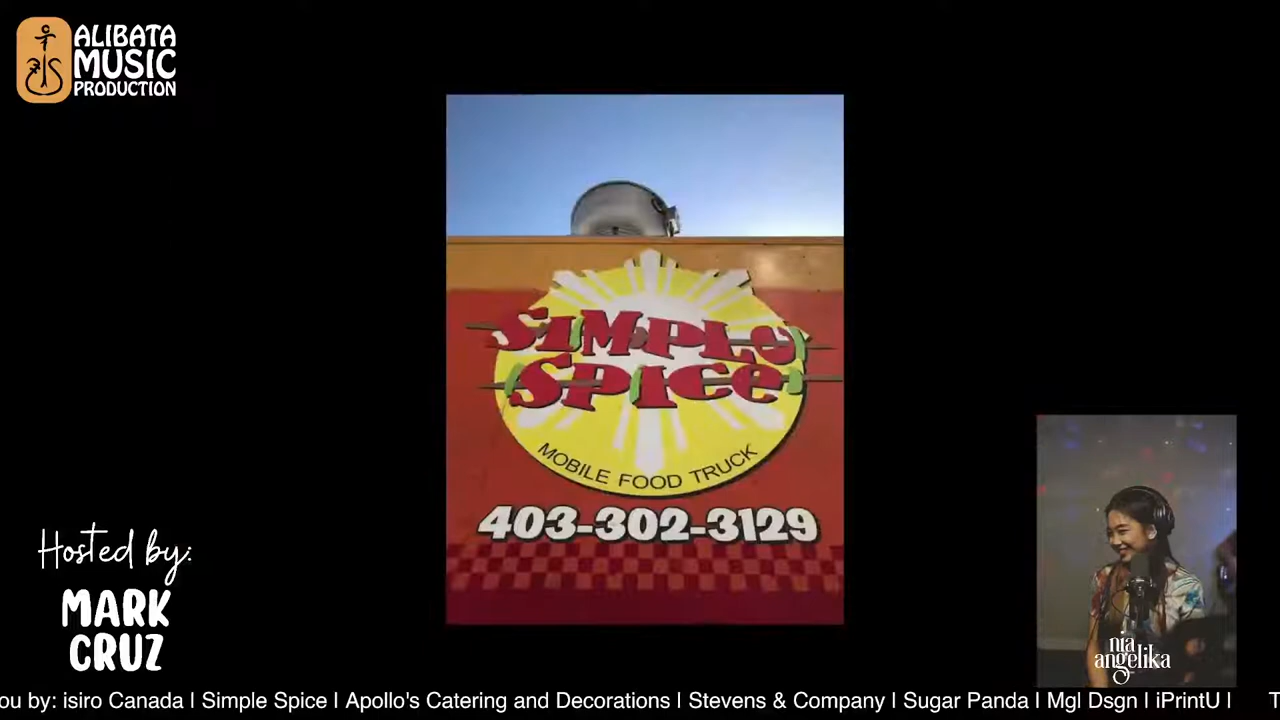 ALIBATA
MUSIC
PRODUCTION
SIMPLY
SPICE
MOBILE FOOD TRUCK
403-302-3129
Hosted by:
MARK
CRUZ
nia
angelika
ou by: isiro Canada | Simple Spice | Apollo's Catering and Decorations | Stevens & Company | Sugar Panda | Mgl Dsgn | iPrintU | T